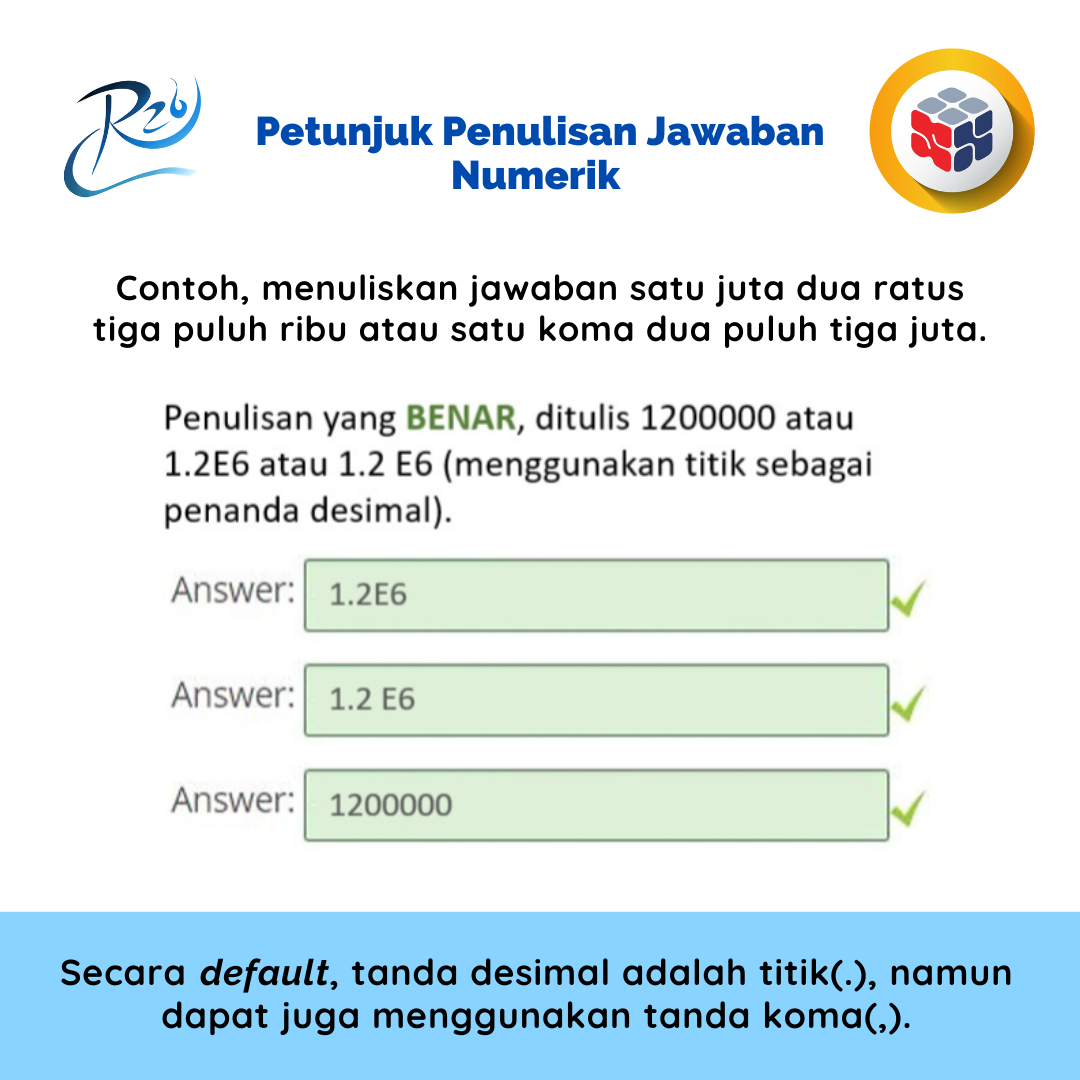 Rzb
Petunjuk Penulisan Jawaban
Numerik
Contoh, menuliskan jawaban satu juta dua ratus
tiga puluh ribu atau satu koma dua puluh tiga juta.
Penulisan yang BENAR, ditulis 1200000 atau
1.2E6 atau 1.2 E6 (menggunakan titik sebagai
penanda desimal).
Answer: 1.2E6
Answer: 1.2 E6
Answer: 1200000
Secara default, tanda desimal adalah titik(.), namun
dapat juga menggunakan tanda koma(,).